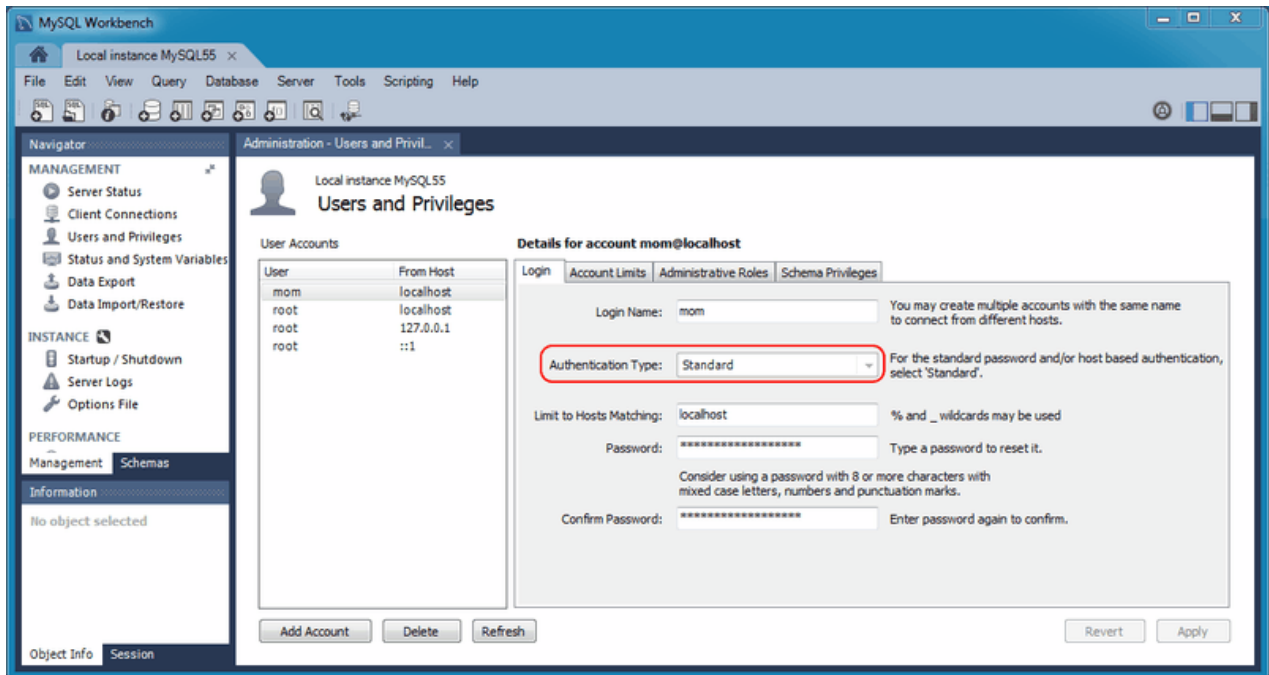 MySQL Workbench
Local instance MySQL55 ×
File Edit View Query Database Server Tools Scripting Help
Navigator
MANAGEMENT
Server Status
Client Connections
Users and Privileges
Status and System Variables
Data Export
Data Import/Restore
INSTANCE
Startup / Shutdown
Server Logs
Options File
PERFORMANCE
Management Schemas
Information
No object selected
Object Info Session
Administration - Users and Privil... ×
Local instance MySQL55
Users and Privileges
User Accounts
User From Host
mom localhost
root localhost
root 127.0.0.1
root ::1
Add Account Delete Refresh
Details for account mom@localhost
Login Account Limits Administrative Roles Schema Privileges
Login Name: mom You may create multiple accounts with the same name
to connect from different hosts.
Authentication Type: Standard For the standard password and/or host based authentication,
select 'Standard'.
Limit to Hosts Matching: localhost % and _ wildcards may be used
Password: ****************** Type a password to reset it.
Consider using a password with 8 or more characters with
mixed case letters, numbers and punctuation marks.
Confirm Password: ****************** Enter password again to confirm.
Revert Apply